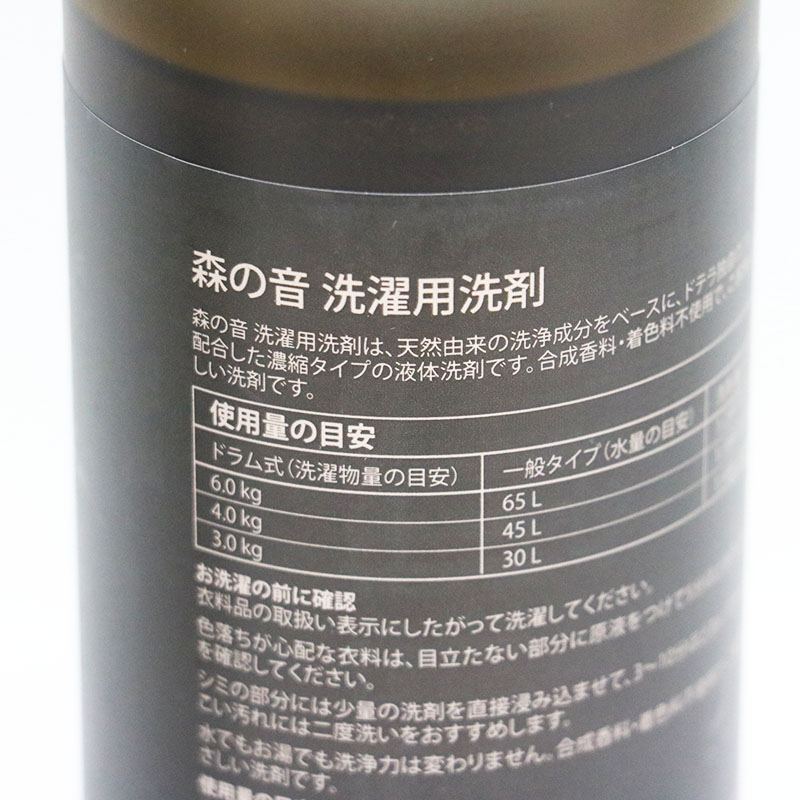 森の音 洗濯用洗剤
森の音 洗濯用洗剤は、天然由来の洗浄成分をベースに、ドテラ
配合した濃縮タイプの液体洗剤です。合成香料・着色料不使用で、
しい洗剤です。
使用量の目安
ドラム式(洗濯物量の目安) 一般タイプ(水量の目安)
6.0 kg 65 L
4.0 kg 45 L
3.0 kg 30 L
お洗濯の前に確認
衣料品の取扱い表示にしたがって洗濯してください。
色落ちが心配な衣料は、目立たない部分に原液をつけて5
を確認してください。
シミの部分には少量の洗剤を直接浸み込ませて、3~10
こい汚れには二度洗いをおすすめします。
水でもお湯でも洗浄力は変わりません。合成香料・着色料
さしい洗剤です。